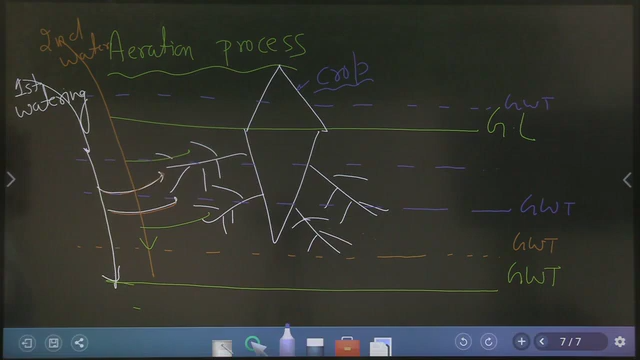 2nd
water
Aeration process
crop
1st
watering
GWT
G.L
GWT
GWT
GWT
7/7